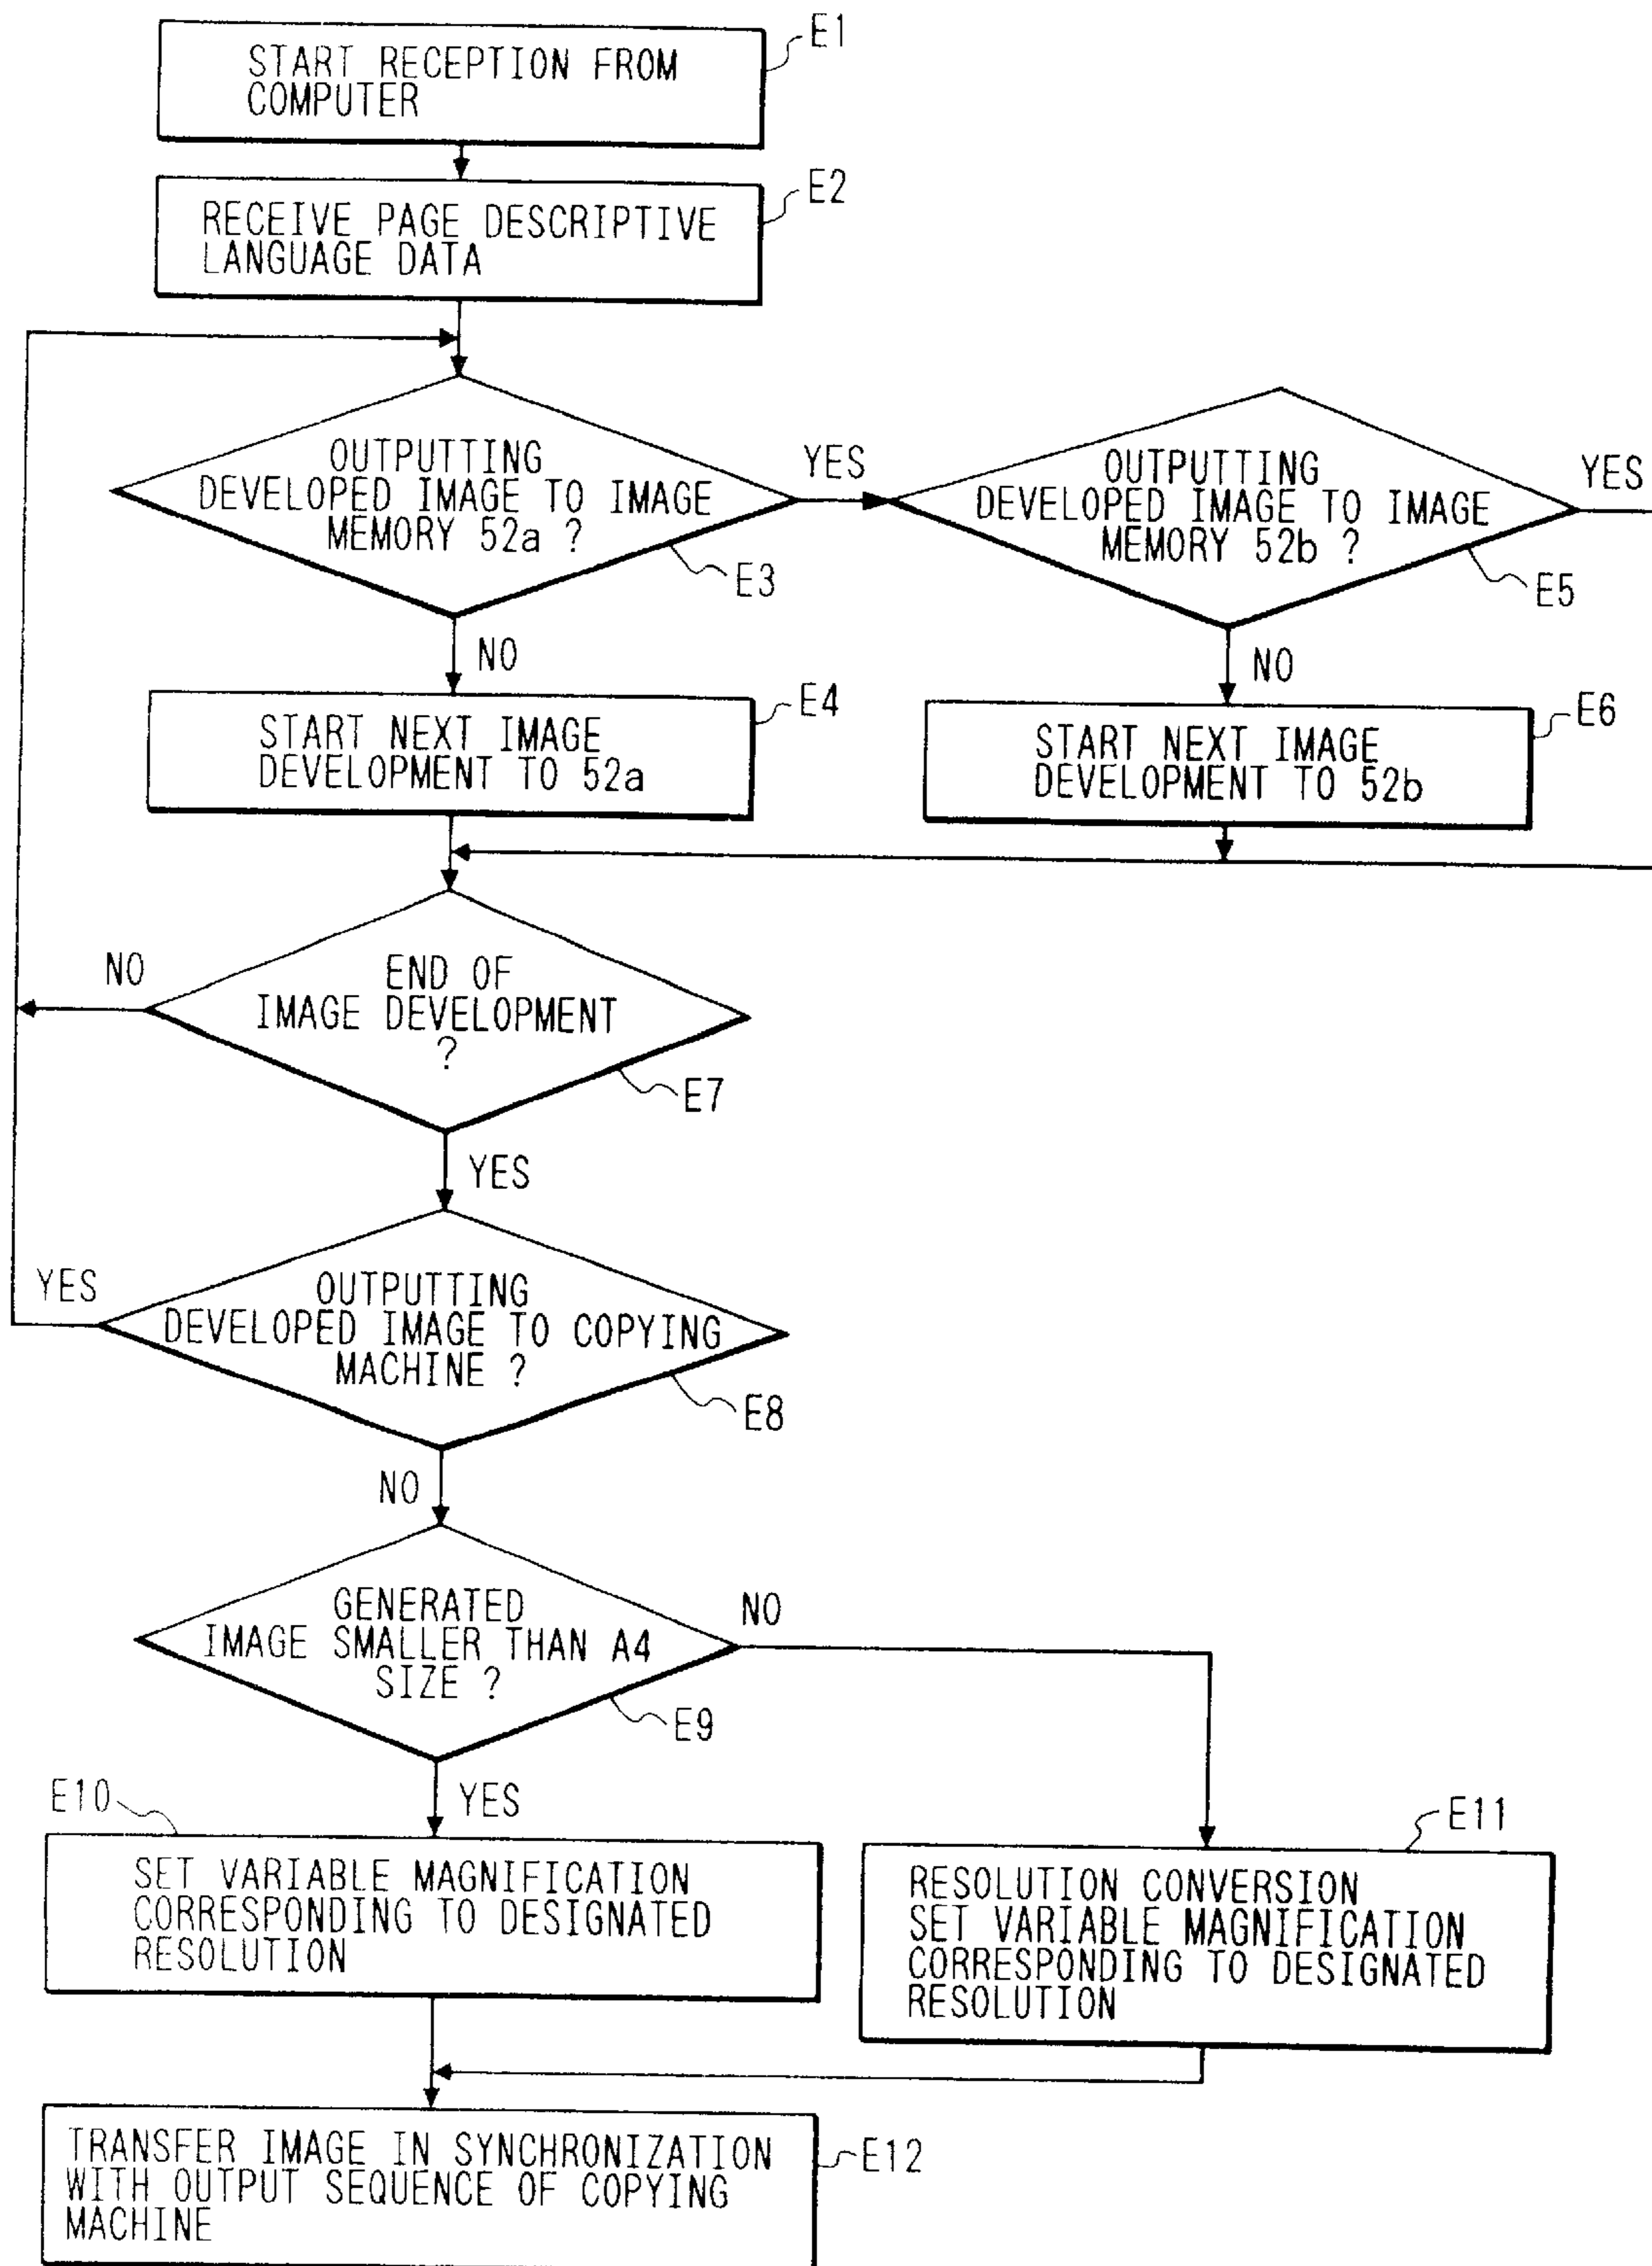 START RECEPTION FROM
COMPUTER
E1
RECEIVE PAGE DESCRIPTIVE
LANGUAGE DATA
E2
OUTPUTTING
DEVELOPED IMAGE TO IMAGE
MEMORY 52a ?
E3
YES
NO
OUTPUTTING
DEVELOPED IMAGE TO IMAGE
MEMORY 52b ?
E5
YES
NO
START NEXT IMAGE
DEVELOPMENT TO 52a
E4
START NEXT IMAGE
DEVELOPMENT TO 52b
E6
END OF
IMAGE DEVELOPMENT
?
E7
NO
YES
OUTPUTTING
DEVELOPED IMAGE TO COPYING
MACHINE ?
E8
YES
NO
GENERATED
IMAGE SMALLER THAN A4
SIZE ?
E9
NO
YES
E10
SET VARIABLE MAGNIFICATION
CORRESPONDING TO DESIGNATED
RESOLUTION
E11
RESOLUTION CONVERSION
SET VARIABLE MAGNIFICATION
CORRESPONDING TO DESIGNATED
RESOLUTION
TRANSFER IMAGE IN SYNCHRONIZATION
WITH OUTPUT SEQUENCE OF COPYING
MACHINE
E12